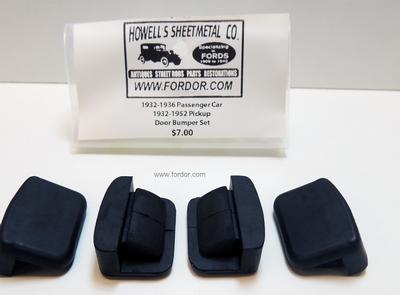 HOWELL'S SHEETMETAL CO.
Specializing
in
FORDS
1909 to 1940
ANTIQUES STREET RODS PARTS RESTORATIONS
WWW.FORDOR.COM
1932-1936 Passenger Car
1932-1952 Pickup
Door Bumper Set
$7.00
www.fordor.com